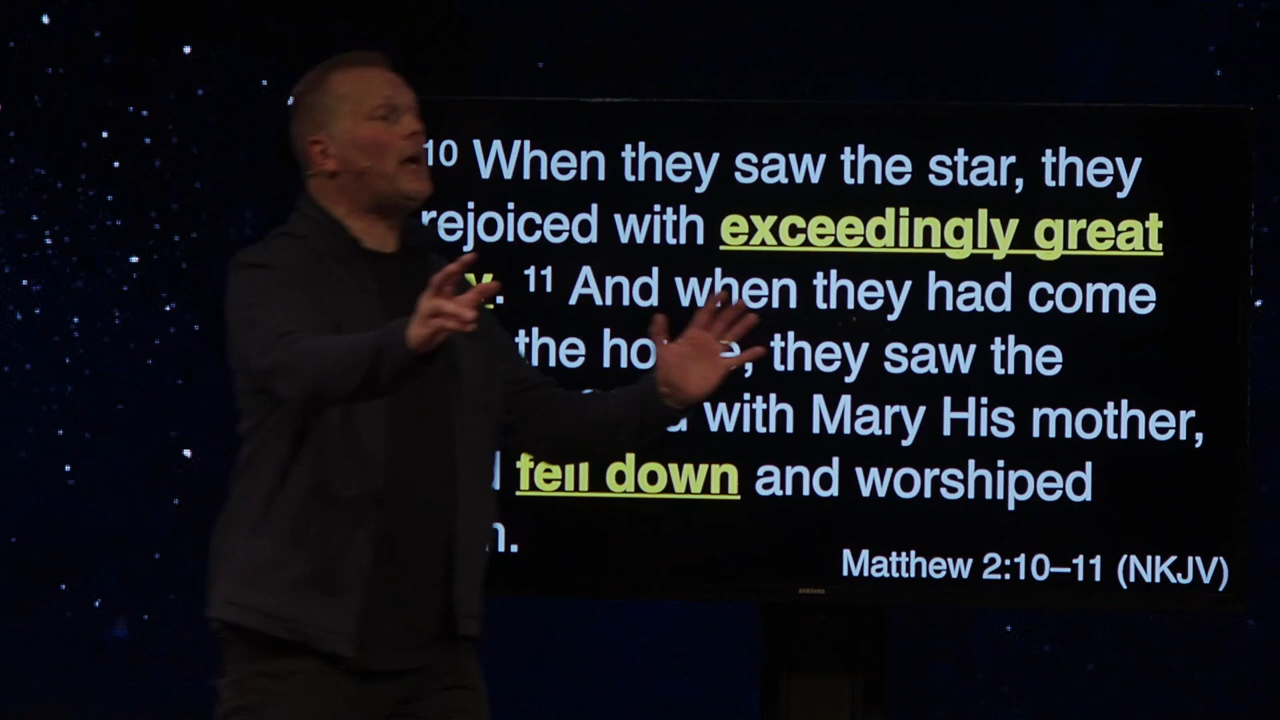 10 When they saw the star, they
rejoiced with exceedingly great
y. 11 And when they had come
the ho e, they saw the
with Mary His mother,
fell down and worshiped
n.
Matthew 2:10–11 (NKJV)
SAMSUNG